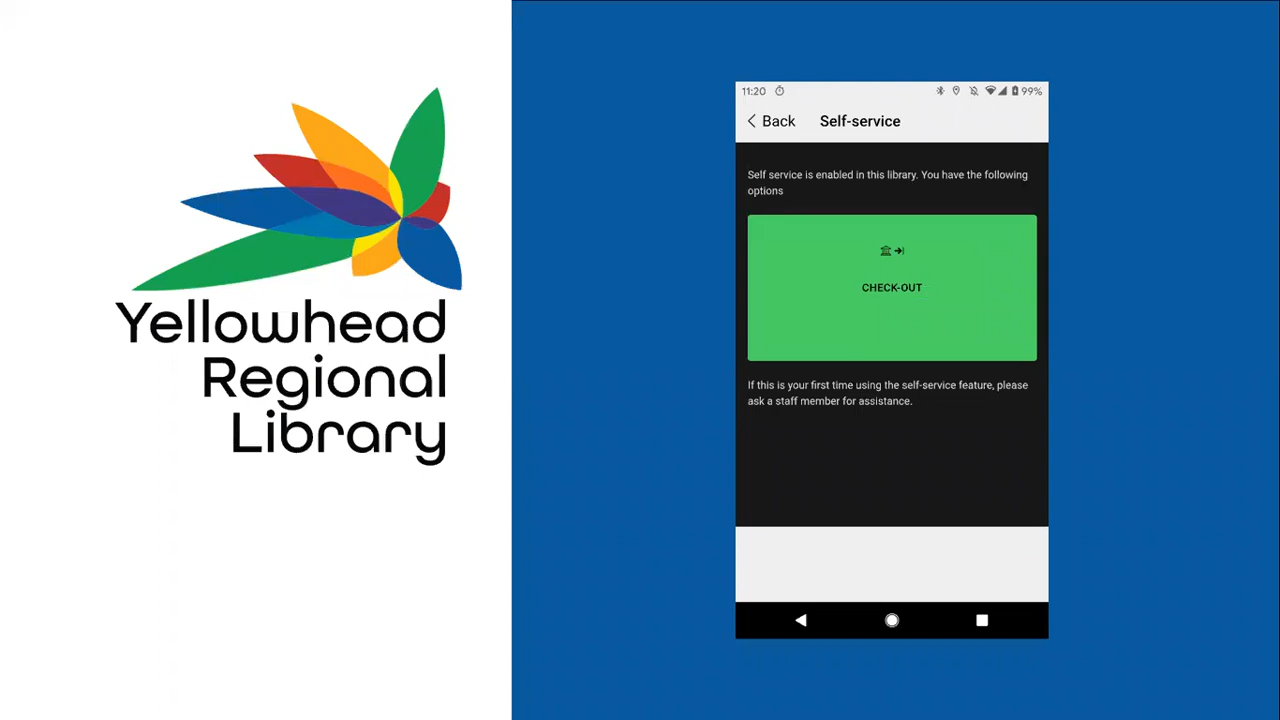 Yellowhead
Regional
Library
11:20
99%
Back
Self-service
Self service is enabled in this library. You have the following
options
CHECK-OUT
If this is your first time using the self-service feature, please
ask a staff member for assistance.